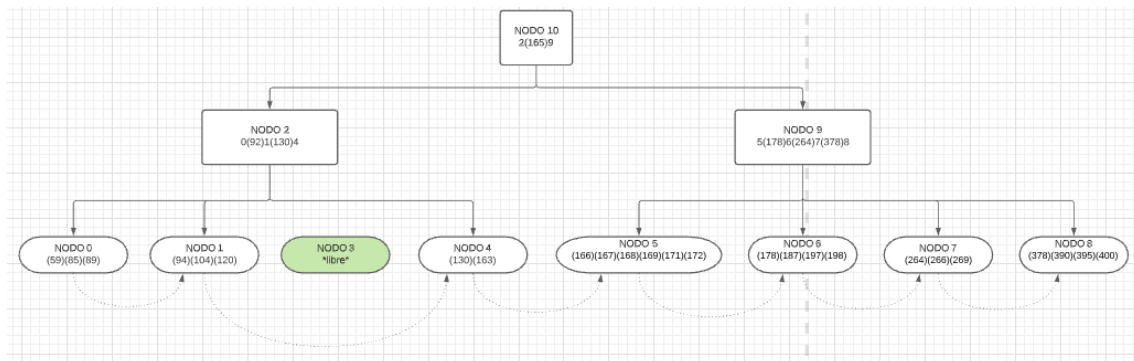 NODO 10
2(165)9
NODO 2
0(92)1(130)4
NODO 9
5(178)6(264)7(378)8
NODO 0
(59)(85)(89)
NODO 1
(94)(104)(120)
NODO 3
*libre*
NODO 4
(130)(163)
NODO 5
(166)(167)(168)(169)(171)(172)
NODO 6
(178)(187)(197)(198)
NODO 7
(264)(266)(269)
NODO 8
(378)(390)(395)(400)